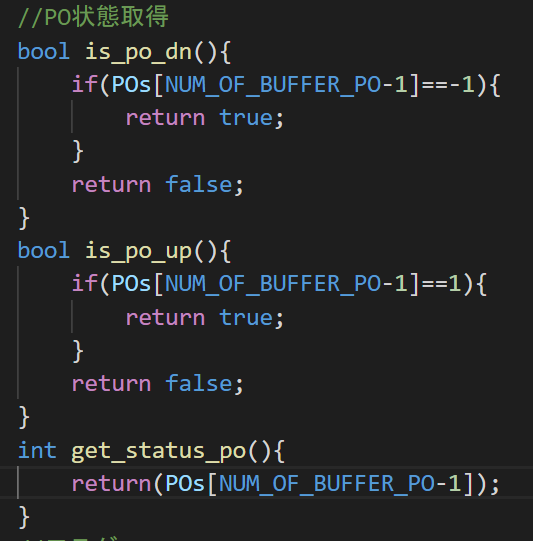 //PO状態取得
bool is_po_dn(){
    if(POs[NUM_OF_BUFFER_PO-1]==-1){
        return true;
    }
    return false;
}
bool is_po_up(){
    if(POs[NUM_OF_BUFFER_PO-1]==1){
        return true;
    }
    return false;
}
int get_status_po(){
    return(POs[NUM_OF_BUFFER_PO-1]);
}